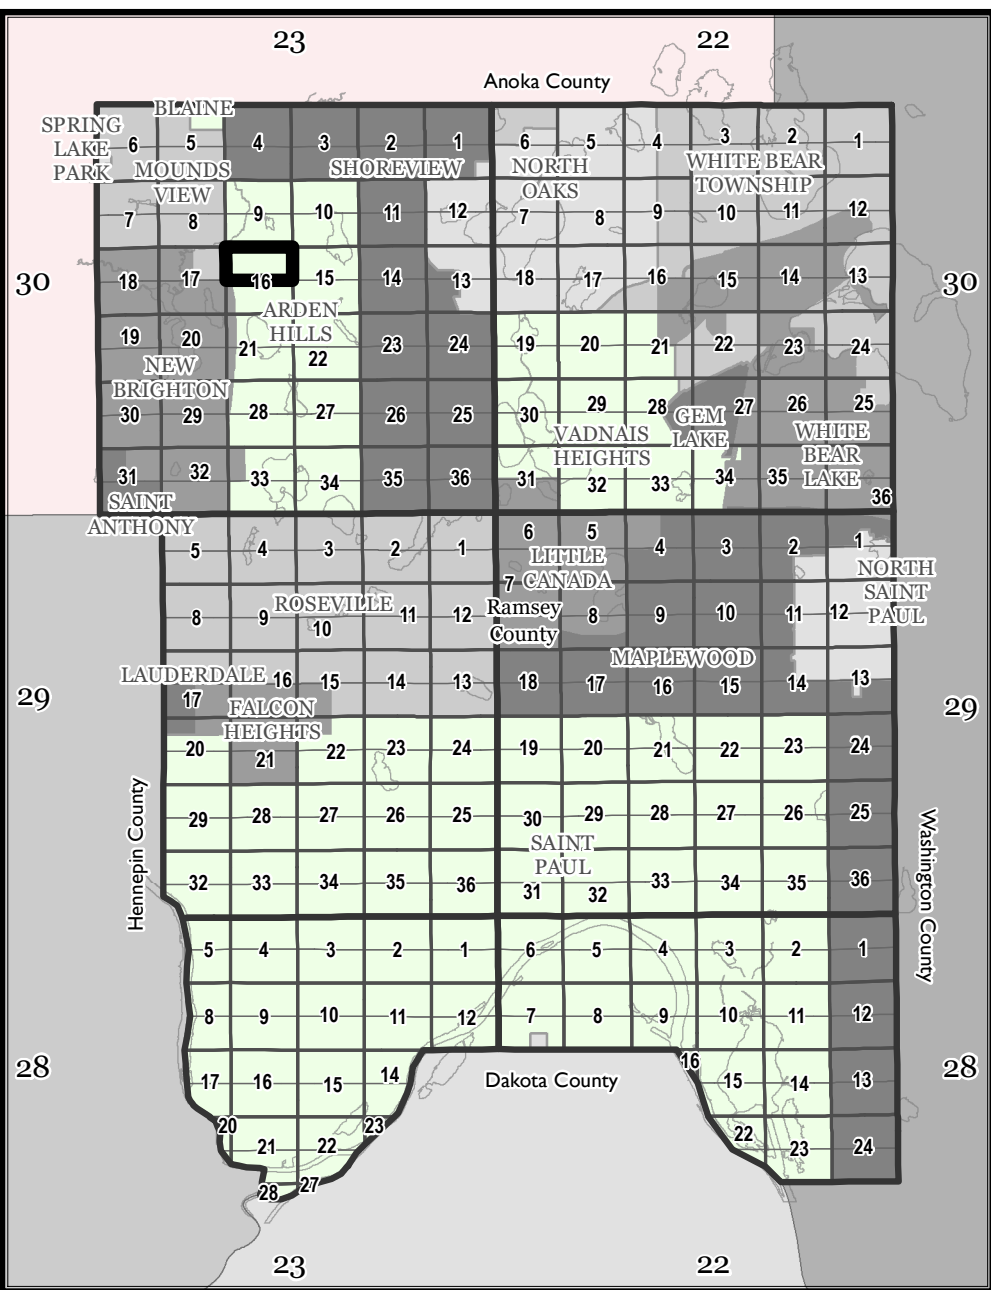 23 22
Anoka County
BLAINE
SPRING
LAKE
PARK
6 5 4 3 2 1 6 5 4 3 2 1
MOUNDS
VIEW
SHOREVIEW
NORTH
OAKS
WHITE BEAR
TOWNSHIP
7 8 9 10 11 12 7 8 9 10 11 12
30 18 17 16 15 14 13 18 17 16 15 14 13 30
ARDEN
HILLS
19 20 21 22 23 24 19 20 21 22 23 24
NEW
BRIGHTON
30 29 28 27 26 25 30 29 28 27 26 25
GEM
LAKE
VADNAIS
HEIGHTS
WHITE
BEAR
LAKE
31 32 33 34 35 36 31 32 33 34 35 36
SAINT
ANTHONY
5 4 3 2 1 6 5 4 3 2 1
LITTLE
CANADA
NORTH
SAINT
PAUL
8 9 10 11 12 7 8 9 10 11 12
ROSEVILLE
Ramsey
County
MAPLEWOOD
LAUDERDALE
29 17 16 15 14 13 18 17 16 15 14 13 29
FALCON
HEIGHTS
20 21 22 23 24 19 20 21 22 23 24
Hennepin County
29 28 27 26 25 30 29 28 27 26 25
Washington County
SAINT
PAUL
32 33 34 35 36 31 32 33 34 35 36
5 4 3 2 1 6 5 4 3 2 1
8 9 10 11 12 7 8 9 10 11 12
28 17 16 15 14 16 15 14 13 28
Dakota County
20 21 22 23 22 23 24
28 27
23 22